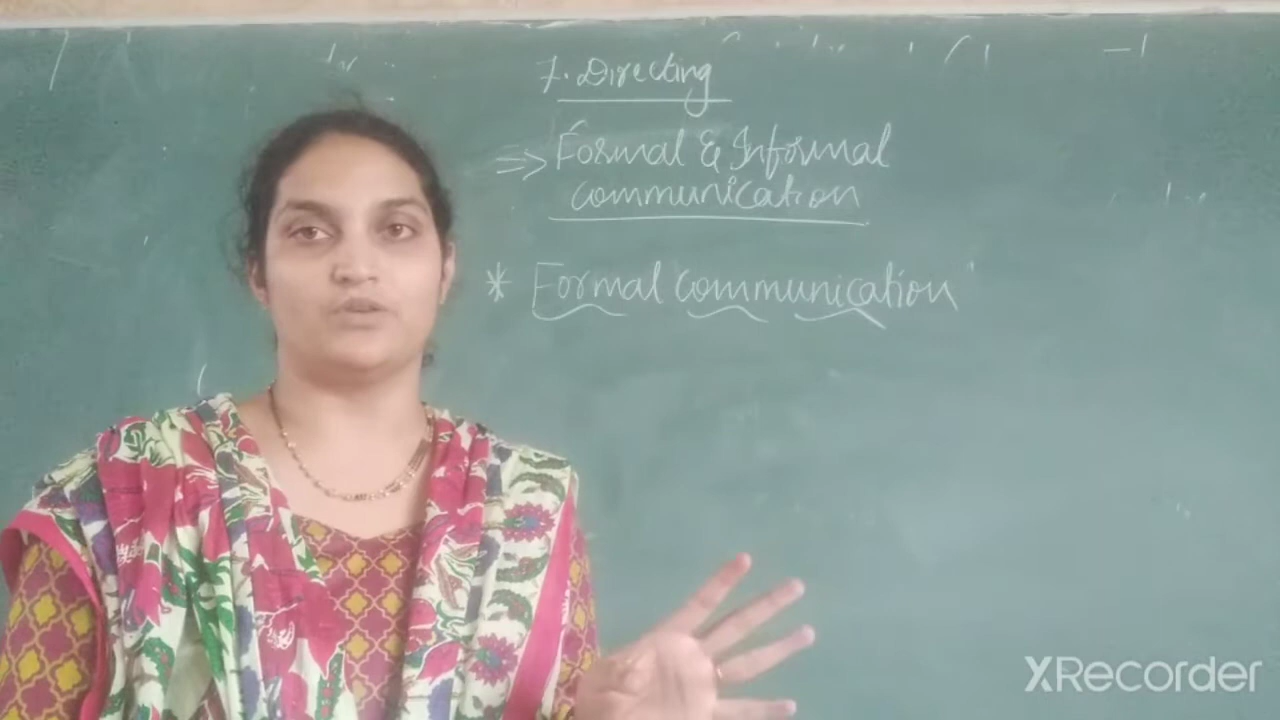 7. Directing
=> Formal & Informal
communication
* Formal communication
XRecorder